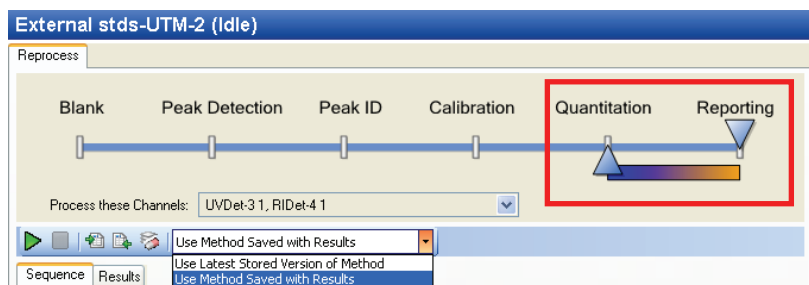 External stds-UTM-2 (Idle)
Reprocess
Blank Peak Detection Peak ID Calibration Quantitation Reporting
Process these Channels: UVDet-3 1, RIDet-4 1
Use Method Saved with Results
Use Latest Stored Version of Method
Sequence Results Use Method Saved with Results